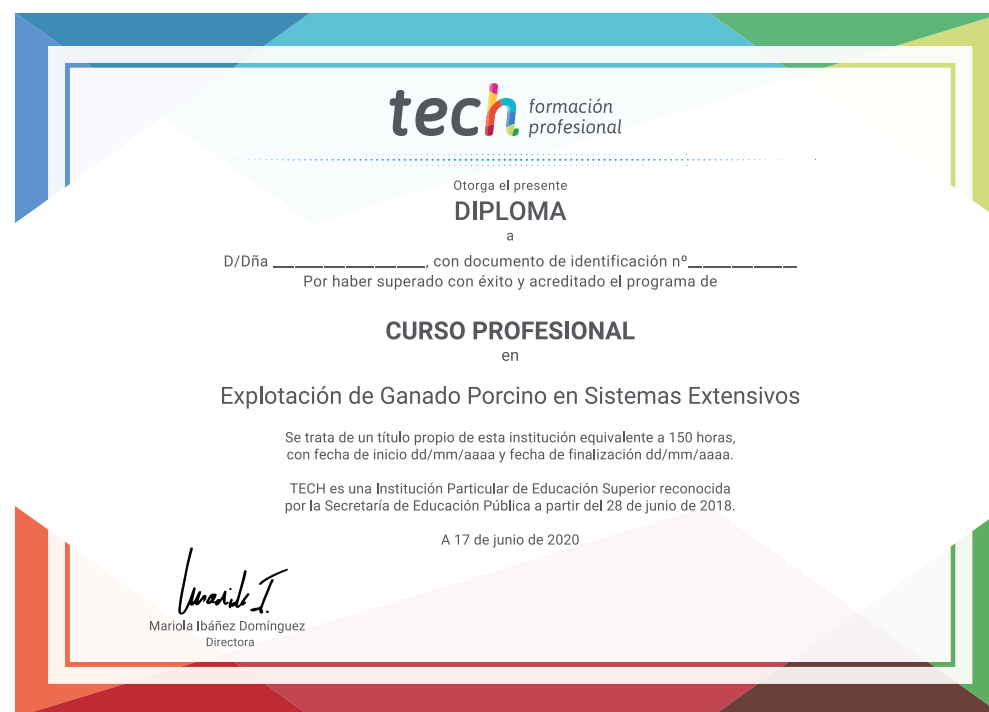 tech formación
profesional
Otorga el presente
DIPLOMA
a
D/Dña ____________________, con documento de identificación nº______________
Por haber superado con éxito y acreditado el programa de
CURSO PROFESIONAL
en
Explotación de Ganado Porcino en Sistemas Extensivos
Se trata de un título propio de esta institución equivalente a 150 horas,
con fecha de inicio dd/mm/aaaa y fecha de finalización dd/mm/aaaa.
TECH es una Institución Particular de Educación Superior reconocida
por la Secretaría de Educación Pública a partir del 28 de junio de 2018.
A 17 de junio de 2020
Mariola Ibáñez Domínguez
Directora